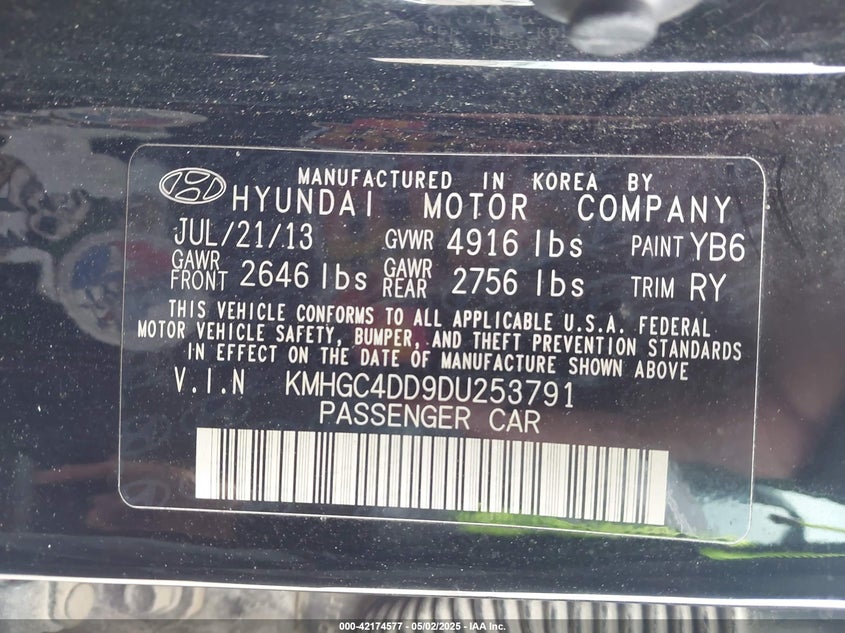 MANUFACTURED IN KOREA BY
HYUNDAI MOTOR COMPANY
JUL/21/13 GVWR 4916 lbs PAINT YB6
GAWR FRONT 2646 lbs GAWR REAR 2756 lbs TRIM RY
THIS VEHICLE CONFORMS TO ALL APPLICABLE U.S.A. FEDERAL
MOTOR VEHICLE SAFETY, BUMPER, AND THEFT PREVENTION STANDARDS
IN EFFECT ON THE DATE OF MANUFACTURE SHOWN ABOVE
V.I.N KMHGC4DD9DU253791
PASSENGER CAR
000-42174577 - 05/02/2025 - IAA Inc.